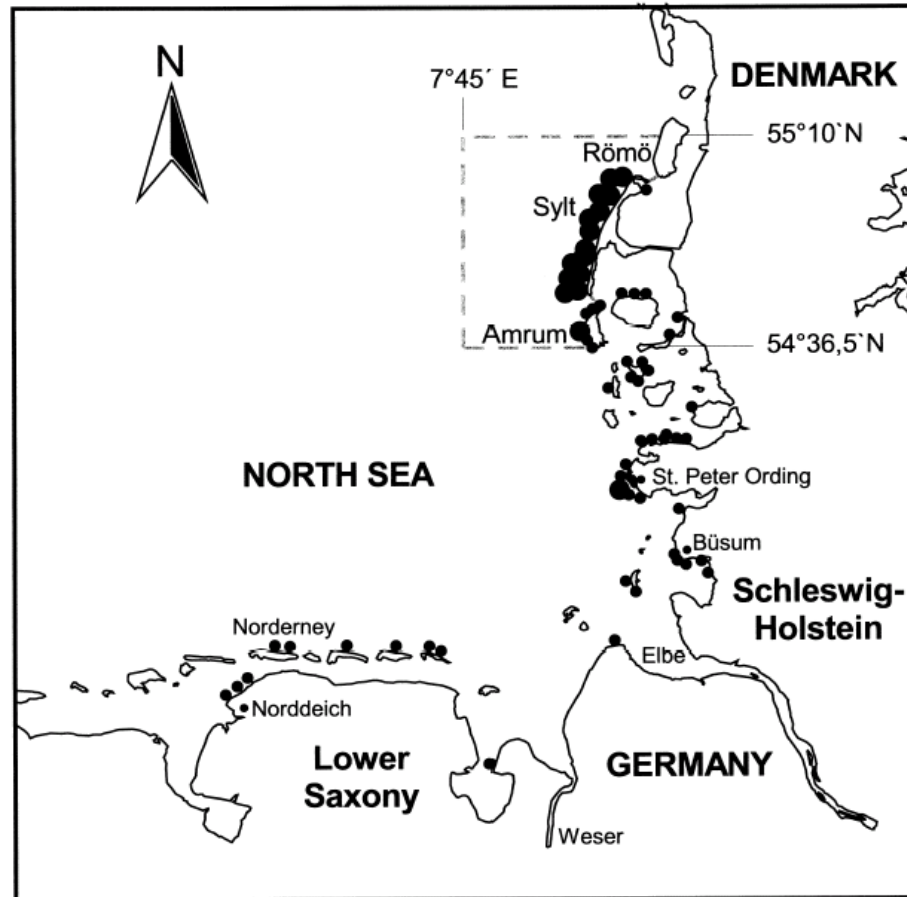 N
7°45´ E
DENMARK
55°10`N
Römö
Sylt
Amrum
54°36,5`N
NORTH SEA
St. Peter Ording
Büsum
Schleswig-
Holstein
Norderney
Elbe
Norddeich
Lower
Saxony
GERMANY
Weser